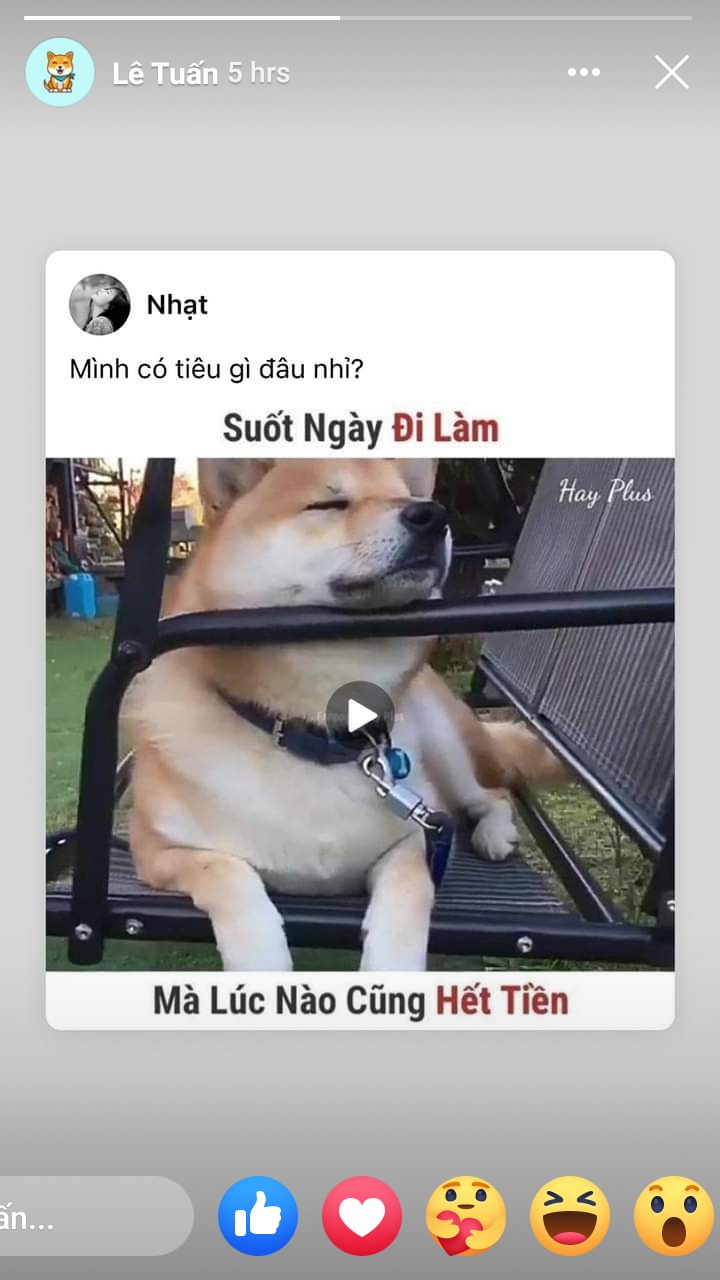 Lê Tuấn 5 hrs
Nhạt
Mình có tiêu gì đâu nhỉ?
Suốt Ngày Đi Làm
Hay Plus
Mà Lúc Nào Cũng Hết Tiền
ấn...